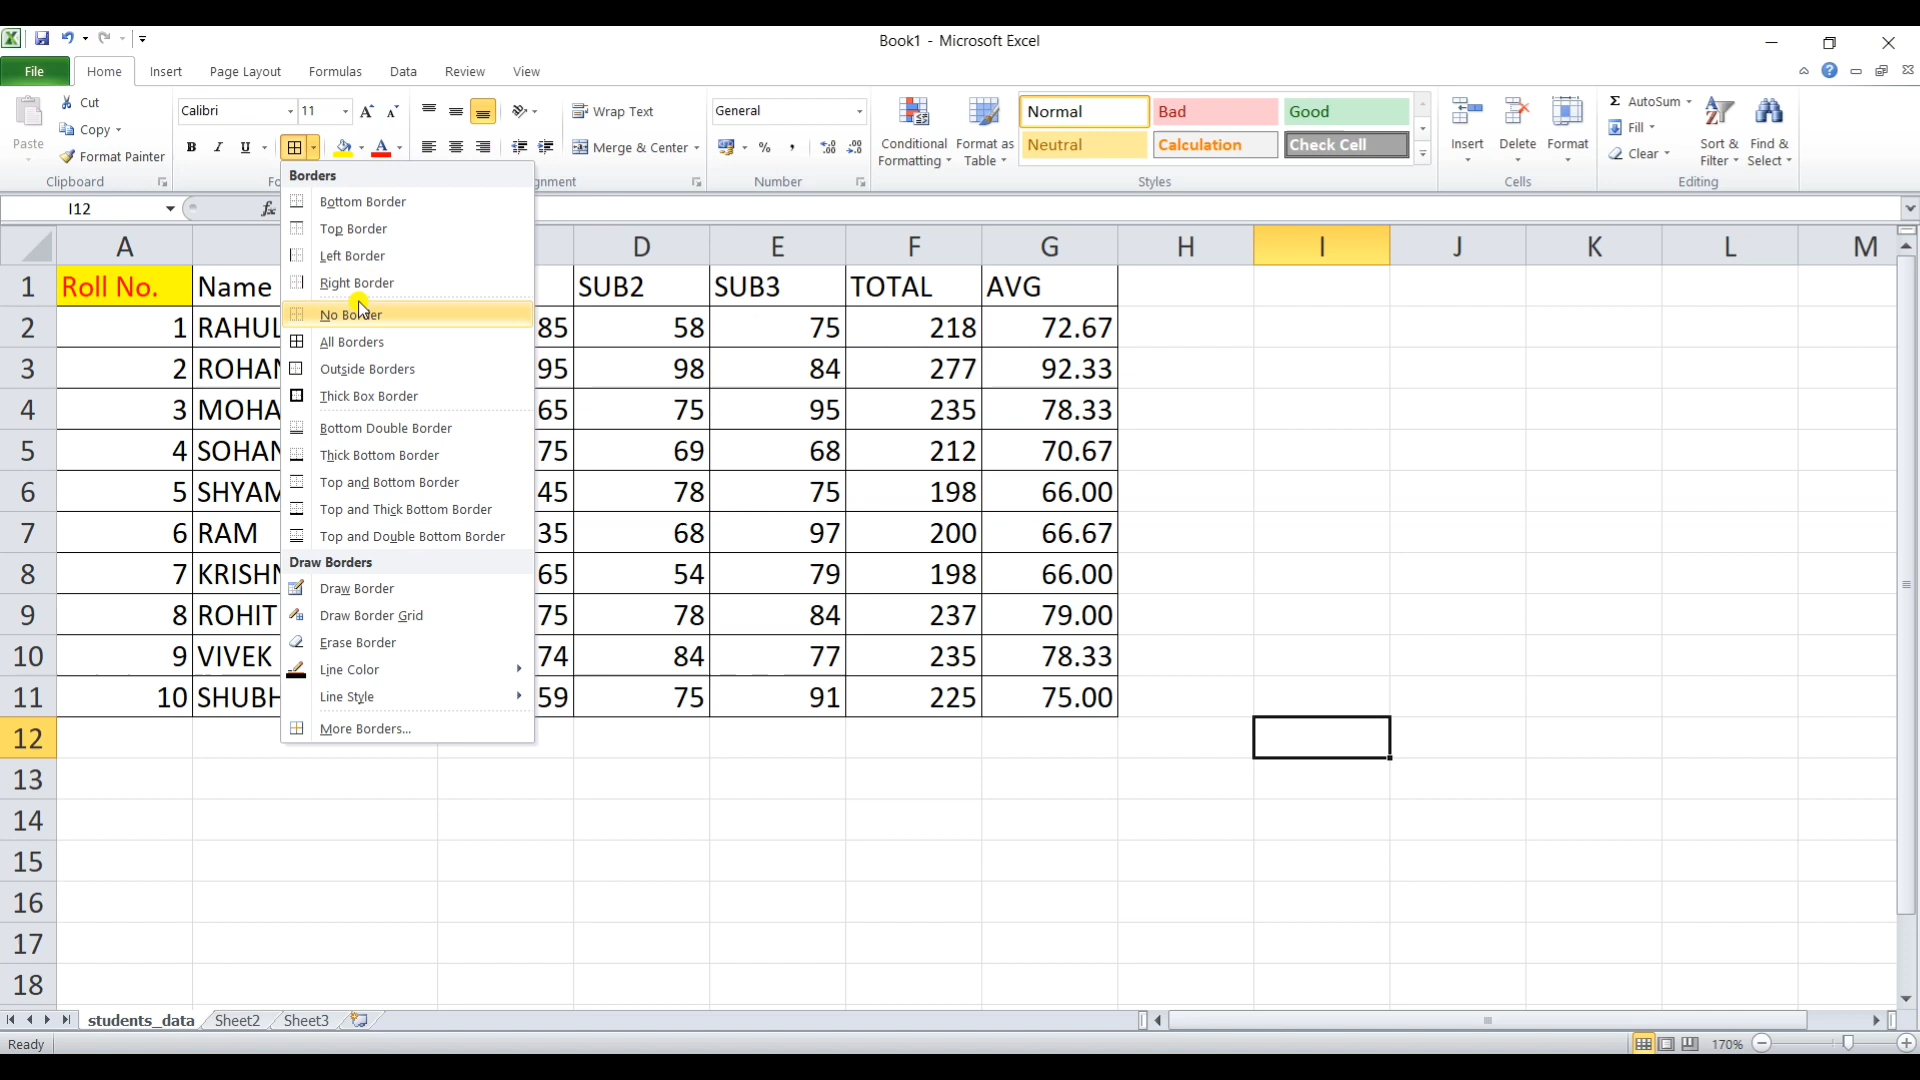 Book1 - Microsoft Excel
File Home Insert Page Layout Formulas Data Review View
Paste
Cut
Copy
Format Painter
Clipboard
Calibri 11
B I U
Wrap Text
Merge & Center
General
% ,
Number
Conditional Formatting
Format as Table
Normal Bad Good
Neutral Calculation Check Cell
Styles
Insert Delete Format
Cells
Σ AutoSum
Fill
Clear
Sort & Filter
Find & Select
Editing
I12
fx
Borders
Bottom Border
Top Border
Left Border
Right Border
No Border
All Borders
Outside Borders
Thick Box Border
Bottom Double Border
Thick Bottom Border
Top and Bottom Border
Top and Thick Bottom Border
Top and Double Bottom Border
Draw Borders
Draw Border
Draw Border Grid
Erase Border
Line Color
Line Style
More Borders...
A D E F G H I J K L M
1 Roll No. Name SUB2 SUB3 TOTAL AVG
2 1 RAHUL 85 58 75 218 72.67
3 2 ROHAN 95 98 84 277 92.33
4 3 MOHA 65 75 95 235 78.33
5 4 SOHAN 75 69 68 212 70.67
6 5 SHYAM 45 78 75 198 66.00
7 6 RAM 35 68 97 200 66.67
8 7 KRISHN 65 54 79 198 66.00
9 8 ROHIT 75 78 84 237 79.00
10 9 VIVEK 74 84 77 235 78.33
11 10 SHUBH 59 75 91 225 75.00
12
13
14
15
16
17
18
students_data Sheet2 Sheet3
Ready
170%